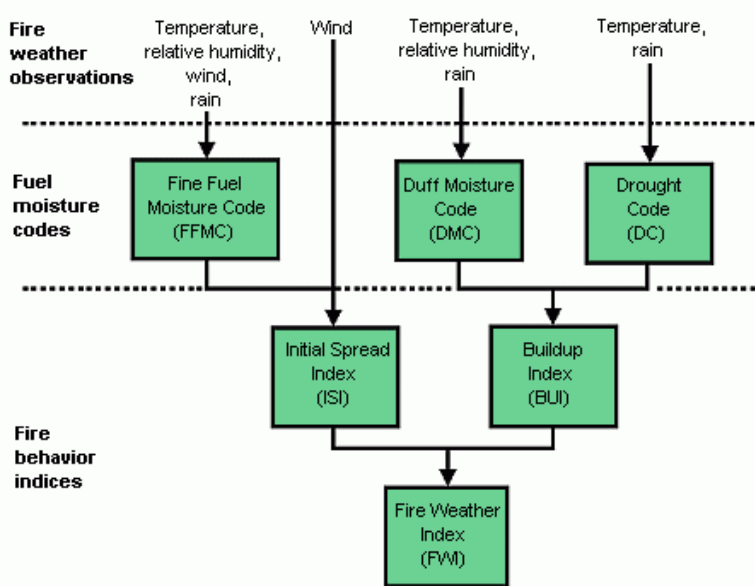 Fire
weather
observations
Temperature,
relative humidity,
wind,
rain
Wind
Temperature,
relative humidity,
rain
Temperature,
rain
Fuel
moisture
codes
Fine Fuel
Moisture Code
(FFMC)
Duff Moisture
Code
(DMC)
Drought
Code
(DC)
Fire
behavior
indices
Initial Spread
Index
(ISI)
Buildup
Index
(BUI)
Fire Weather
Index
(FWI)